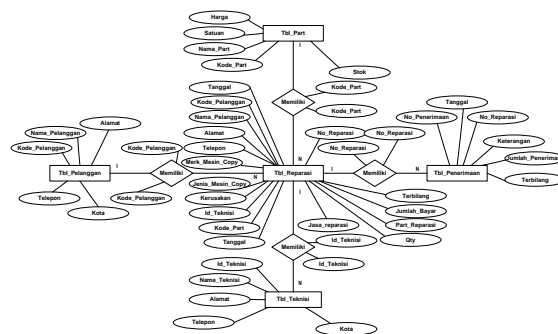 Harga
Satuan
Tbl_Part
Nama_Part
Kode_Part
I
Stok
Tanggal
Kode_Part
Kode_Pelanggan
Memiliki
Tanggal
Nama_Pelanggan
Kode_Part
No_Penerimaan
No_Reparasi
Alamat
Alamat
Nama_Pelanggan
Telepon
No_Reparasi
No_Reparasi
Keterangan
Kode_Pelanggan
Kode_Pelanggan
No_Reparasi
Merk_Mesin_Copy
N
Jumlah_Penerima
Tbl_Pelanggan
I
Memiliki
N
Tbl_Reparasi
I
Memiliki
N
Tbl_Penerimaan
Jenis_Mesin_Copy
Terbilang
Telepon
Kode_Pelanggan
Kerusakan
I
Terbilang
Kota
Id_Teknisi
Jumlah_Bayar
Kode_Part
Jasa_reparasi
Part_Reparasi
Tanggal
Id_Teknisi
Qty
Memiliki
Id_Teknisi
Id_Teknisi
Nama_Teknisi
N
Alamat
Tbl_Teknisi
Telepon
Kota